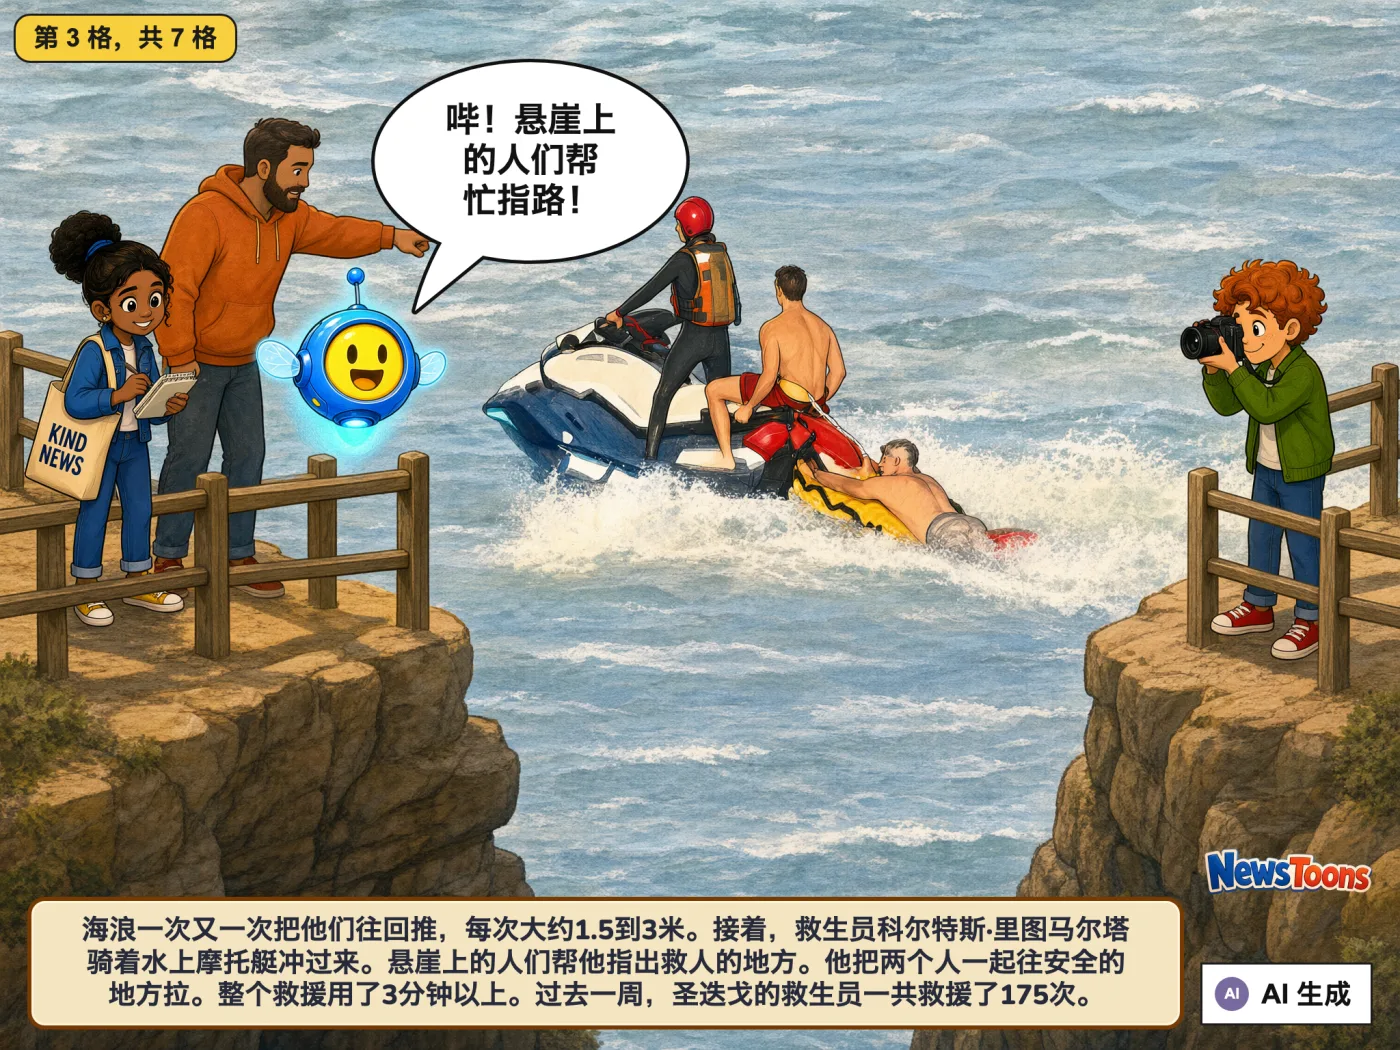 第 3 格，共 7 格
哔！悬崖上
的人们帮
忙指路！
KIND
NEWS
NewsToons
海浪一次又一次把他们往回推，每次大约1.5到3米。接着，救生员科尔特斯·里图马尔塔
骑着水上摩托艇冲过来。悬崖上的人们帮他指出救人的地方。他把两个人一起往安全的
地方拉。整个救援用了3分钟以上。过去一周，圣迭戈的救生员一共救援了175次。
AI AI 生成